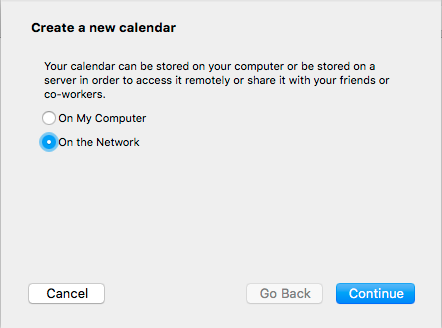 Create a new calendar
Your calendar can be stored on your computer or be stored on a
server in order to access it remotely or share it with your friends or
co-workers.
On My Computer
On the Network
Cancel
Go Back
Continue